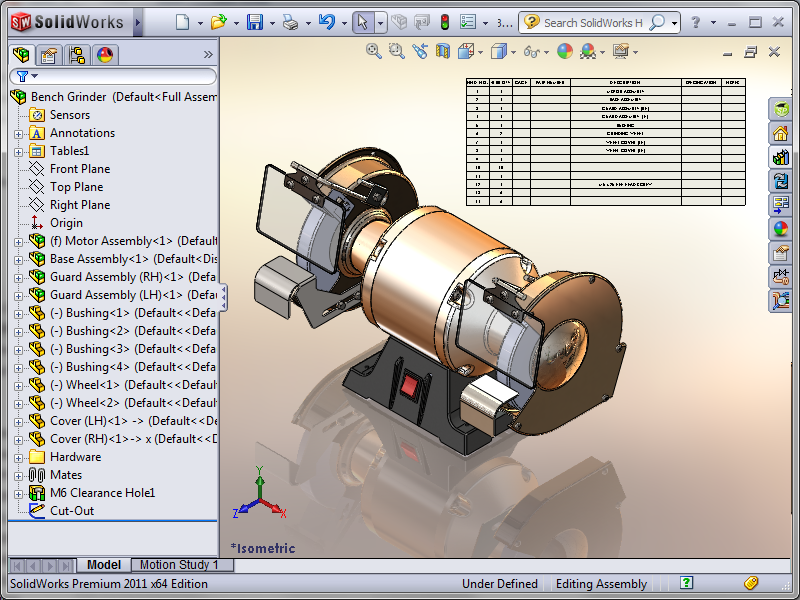 SolidWorks
3...
Search SolidWorks H
Bench Grinder (Default<Full Assem
Sensors
Annotations
Tables1
Front Plane
Top Plane
Right Plane
Origin
(f) Motor Assembly<1> (Default
Base Assembly<1> (Default<Dis
Guard Assembly (RH)<1> (Defa
Guard Assembly (LH)<1> (Defau
(-) Bushing<1> (Default<<Defa
(-) Bushing<2> (Default<<Defa
(-) Bushing<3> (Default<<Defa
(-) Bushing<4> (Default<<Defa
(-) Wheel<1> (Default<<Default
(-) Wheel<2> (Default<<Default
Cover (LH)<1> -> (Default<<De
Cover (RH)<1>-> x (Default<<D
Hardware
Mates
M6 Clearance Hole1
Cut-Out
Y
Z
X
*Isometric
Model
Motion Study 1
SolidWorks Premium 2011 x64 Edition
Under Defined
Editing Assembly